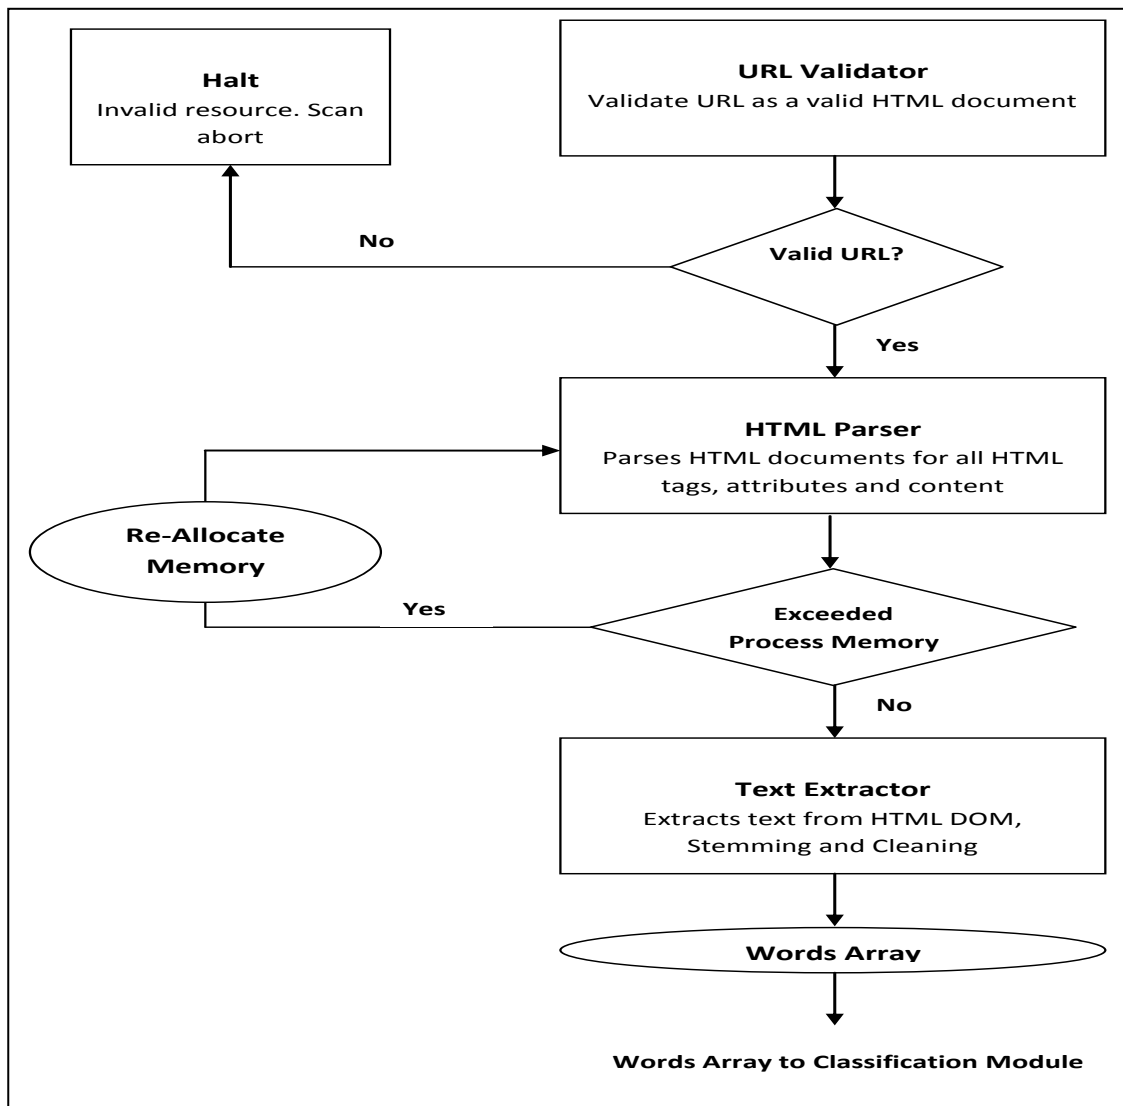 Halt
Invalid resource. Scan
abort
URL Validator
Validate URL as a valid HTML document
No
Valid URL?
Yes
HTML Parser
Parses HTML documents for all HTML
tags, attributes and content
Re-Allocate
Memory
Yes
Exceeded
Process Memory
No
Text Extractor
Extracts text from HTML DOM,
Stemming and Cleaning
Words Array
Words Array to Classification Module